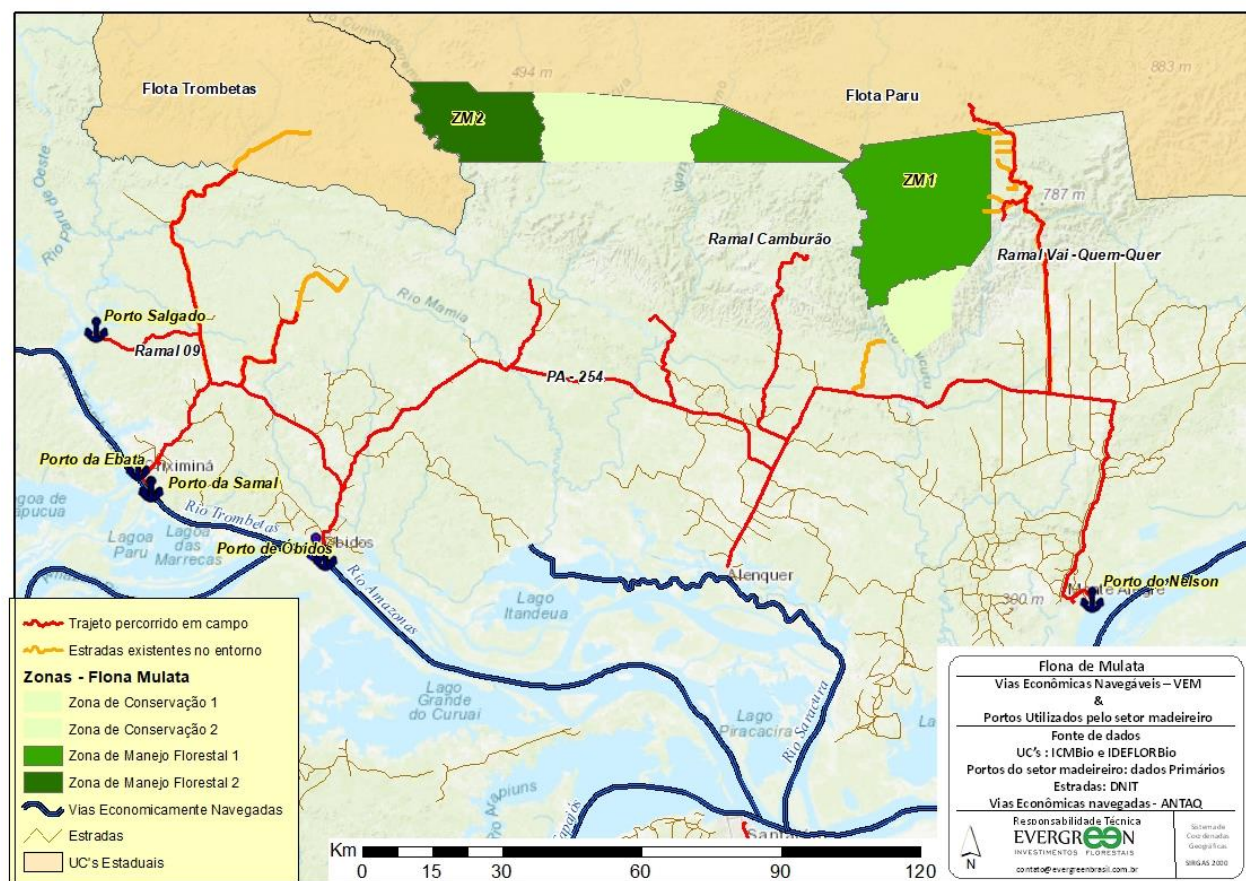 494 m
883 m
Flota Trombetas
Flota Paru
ZM 2
ZM 1
787 m
Ramal Camburão
Ramal Vai -Quem-Quer
Rio Mamia
Porto Salgado
Ramal 09
PA - 254
Porto da Ebata
Porto da Samal
Rio Trombetas
Lagoa de
Lagoa
Paru
Lagoa
das
Marrecas
Porto de Óbidos
Rio Amazonas
Lago
Itandeua
Alenquer
Porto do Nelson
Lago
Grande
do Curuai
Lago
Piracacira
Rio Saracura
Trajeto percorrido em campo
Estradas existentes no entorno
Zonas - Flona Mulata
Zona de Conservação 1
Zona de Conservação 2
Zona de Manejo Florestal 1
Zona de Manejo Florestal 2
Vias Economicamente Navegadas
Estradas
UC's Estaduais
Km
0 15 30 60 90 120
Flona de Mulata
Vias Econômicas Navegáveis – VEM
&
Portos Utilizados pelo setor madeireiro
Fonte de dados
UC's : ICMBio e IDEFLORBio
Portos do setor madeireiro: dados Primários
Estradas: DNIT
Vias Econômicas navegadas - ANTAQ
Responsabilidade Técnica
EVERGREEN
INVESTIMENTOS FLORESTAIS
contato@evergreenbrasil.com.br
N
Sistema de
Coordenadas
Geográficas
SIRGAS 2000